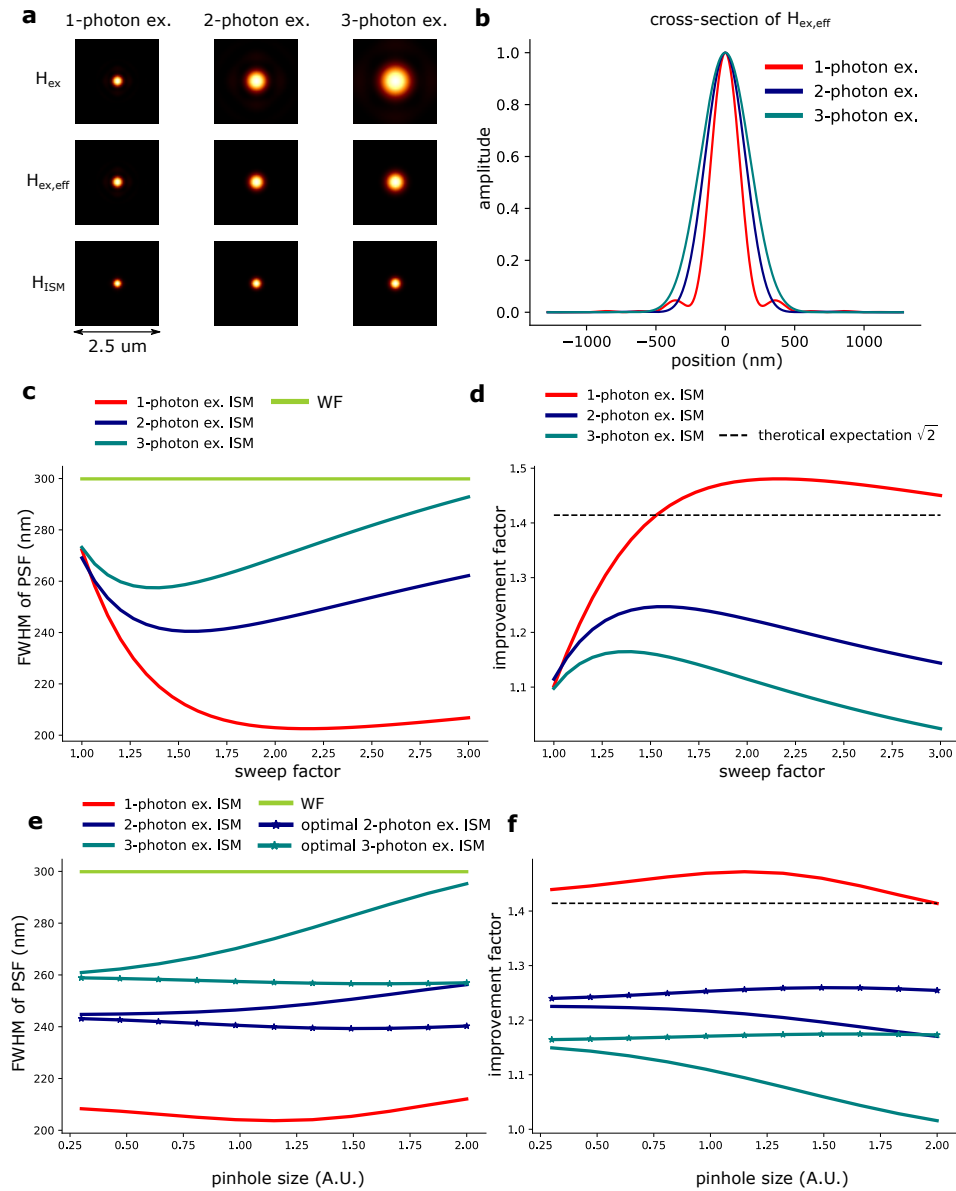 a
1-photon ex. 2-photon ex. 3-photon ex.
H_ex
H_ex,eff
H_ISM
2.5 um
b
cross-section of H_ex,eff
1-photon ex.
2-photon ex.
3-photon ex.
amplitude
1.0
0.8
0.6
0.4
0.2
0.0
−1000 −500 0 500 1000
position (nm)
c
1-photon ex. ISM
2-photon ex. ISM
3-photon ex. ISM
WF
FWHM of PSF (nm)
300
280
260
240
220
200
1.00 1.25 1.50 1.75 2.00 2.25 2.50 2.75 3.00
sweep factor
d
1-photon ex. ISM
2-photon ex. ISM
3-photon ex. ISM
therotical expectation √2
improvement factor
1.5
1.4
1.3
1.2
1.1
1.00 1.25 1.50 1.75 2.00 2.25 2.50 2.75 3.00
sweep factor
e
1-photon ex. ISM
2-photon ex. ISM
3-photon ex. ISM
WF
optimal 2-photon ex. ISM
optimal 3-photon ex. ISM
FWHM of PSF (nm)
300
280
260
240
220
200
0.25 0.50 0.75 1.00 1.25 1.50 1.75 2.00
pinhole size (A.U.)
f
improvement factor
1.4
1.3
1.2
1.1
1.0
0.25 0.50 0.75 1.00 1.25 1.50 1.75 2.00
pinhole size (A.U.)